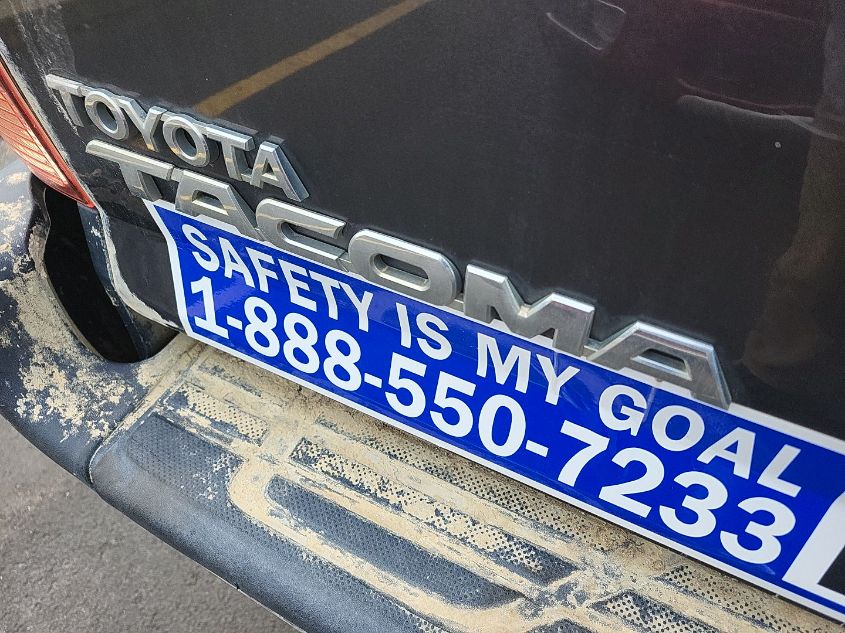 TOYOTA
TACOMA
SAFETY IS MY GOAL
1-888-550-7233